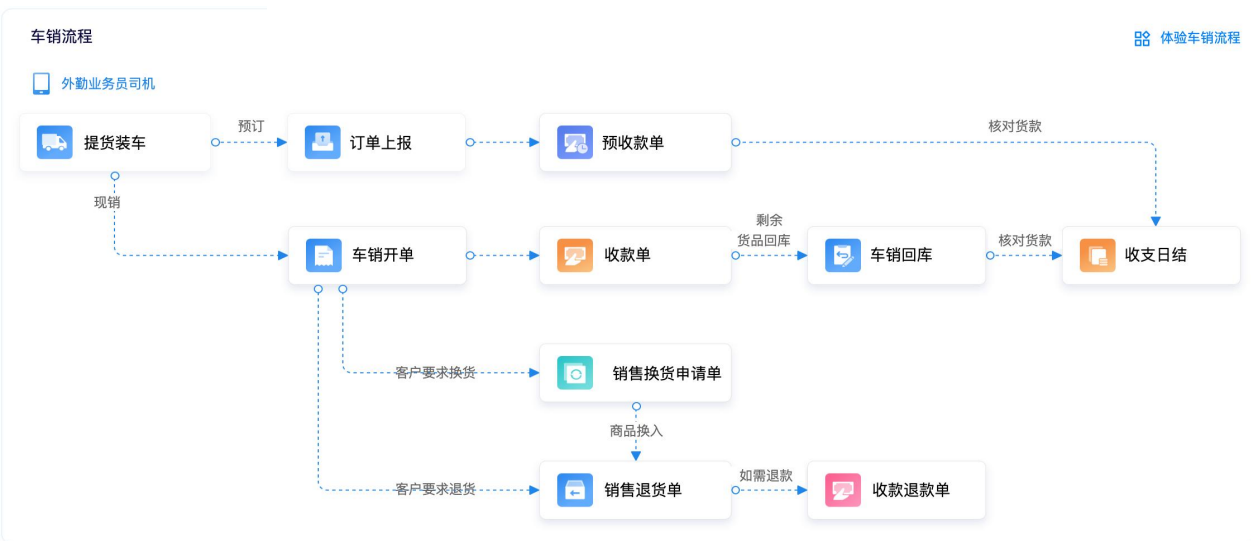 车销流程
体验车销流程
外勤业务员司机
提货装车
预订
订单上报
预收款单
核对货款
现销
车销开单
收款单
剩余
货品回库
车销回库
核对货款
收支日结
客户要求换货
销售换货申请单
商品换入
客户要求退货
销售退货单
如需退款
收款退款单